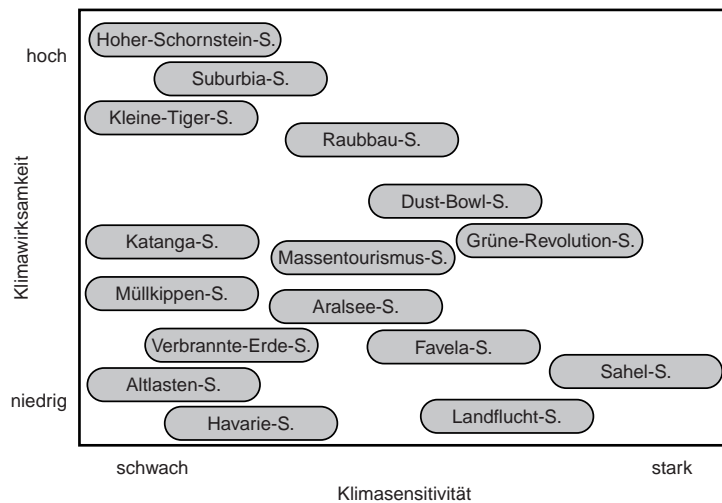 hoch
Hoher-Schornstein-S.
Suburbia-S.
Kleine-Tiger-S.
Raubbau-S.
Dust-Bowl-S.
Katanga-S.
Grüne-Revolution-S.
Massentourismus-S.
Klimawirksamkeit
Müllkippen-S.
Aralsee-S.
Verbrannte-Erde-S.
Favela-S.
Sahel-S.
Altlasten-S.
niedrig
Havarie-S.
Landflucht-S.
schwach
stark
Klimasensitivität